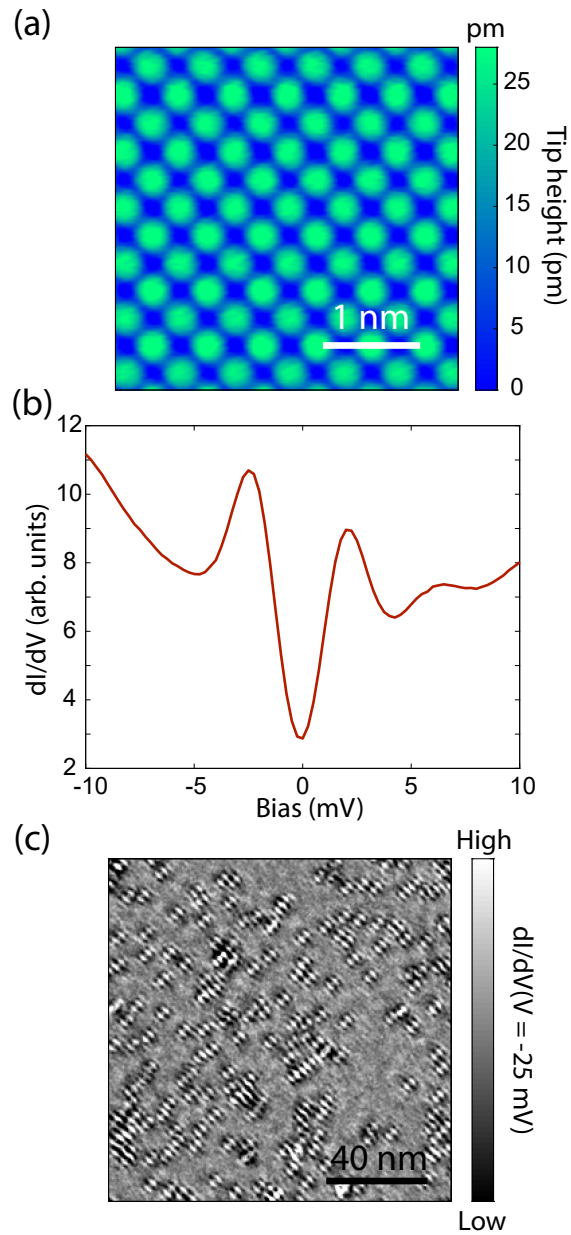 (a)
pm
25
20
15
10
5
0
Tip height (pm)
1 nm
(b)
12
10
8
6
4
2
dI/dV (arb. units)
-10 -5 0 5 10
Bias (mV)
(c)
High
dI/dV(V = -25 mV)
40 nm
Low